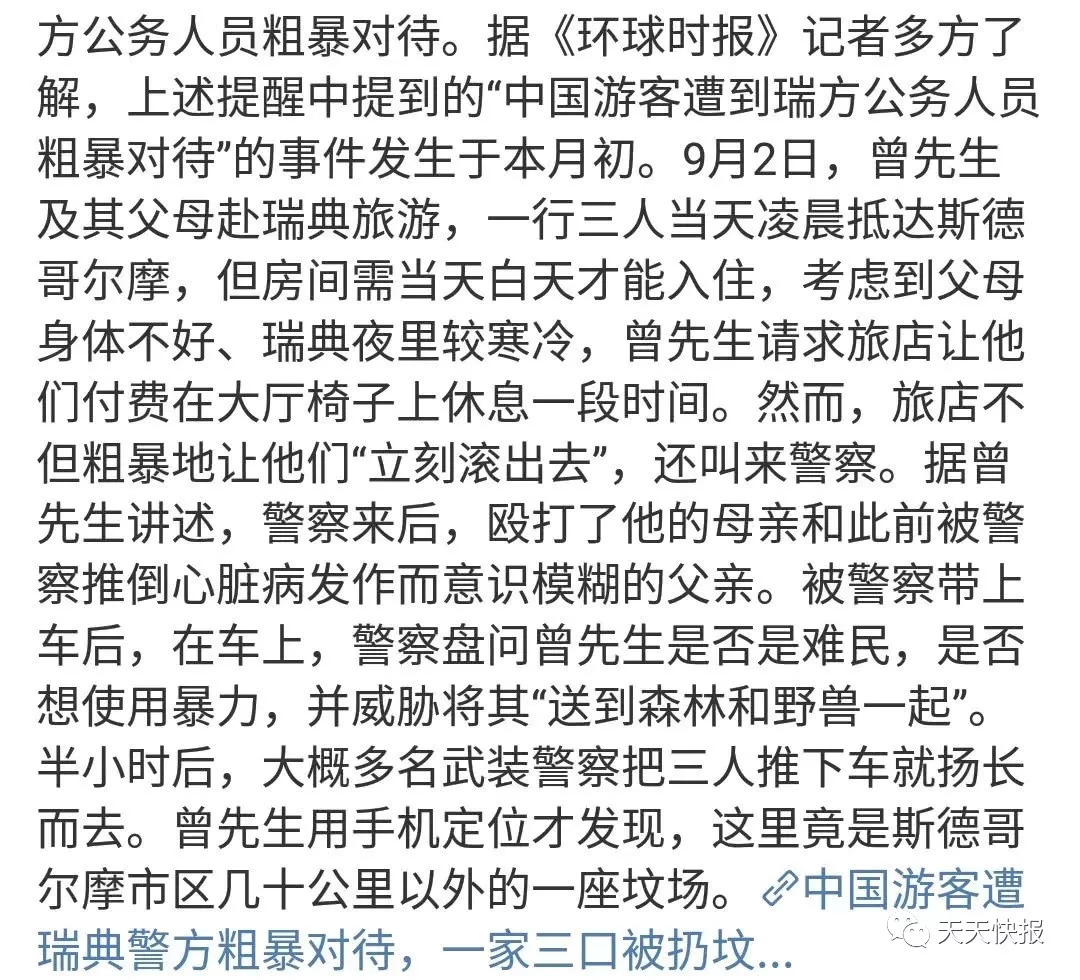 方公务人员粗暴对待。据《环球时报》记者多方了
解，上述提醒中提到的“中国游客遭到瑞方公务人员
粗暴对待”的事件发生于本月初。9月2日，曾先生
及其父母赴瑞典旅游，一行三人当天凌晨抵达斯德
哥尔摩，但房间需当天白天才能入住，考虑到父母
身体不好、瑞典夜里较寒冷，曾先生请求旅店让他
们付费在大厅椅子上休息一段时间。然而，旅店不
但粗暴地让他们“立刻滚出去”，还叫来警察。据曾
先生讲述，警察来后，殴打了他的母亲和此前被警
察推倒心脏病发作而意识模糊的父亲。被警察带上
车后，在车上，警察盘问曾先生是否是难民，是否
想使用暴力，并威胁将其“送到森林和野兽一起”。
半小时后，大概多名武装警察把三人推下车就扬长
而去。曾先生用手机定位才发现，这里竟是斯德哥
尔摩市区几十公里以外的一座坟场。中国游客遭
瑞典警方粗暴对待，一家三口被扔坟...
天天快报